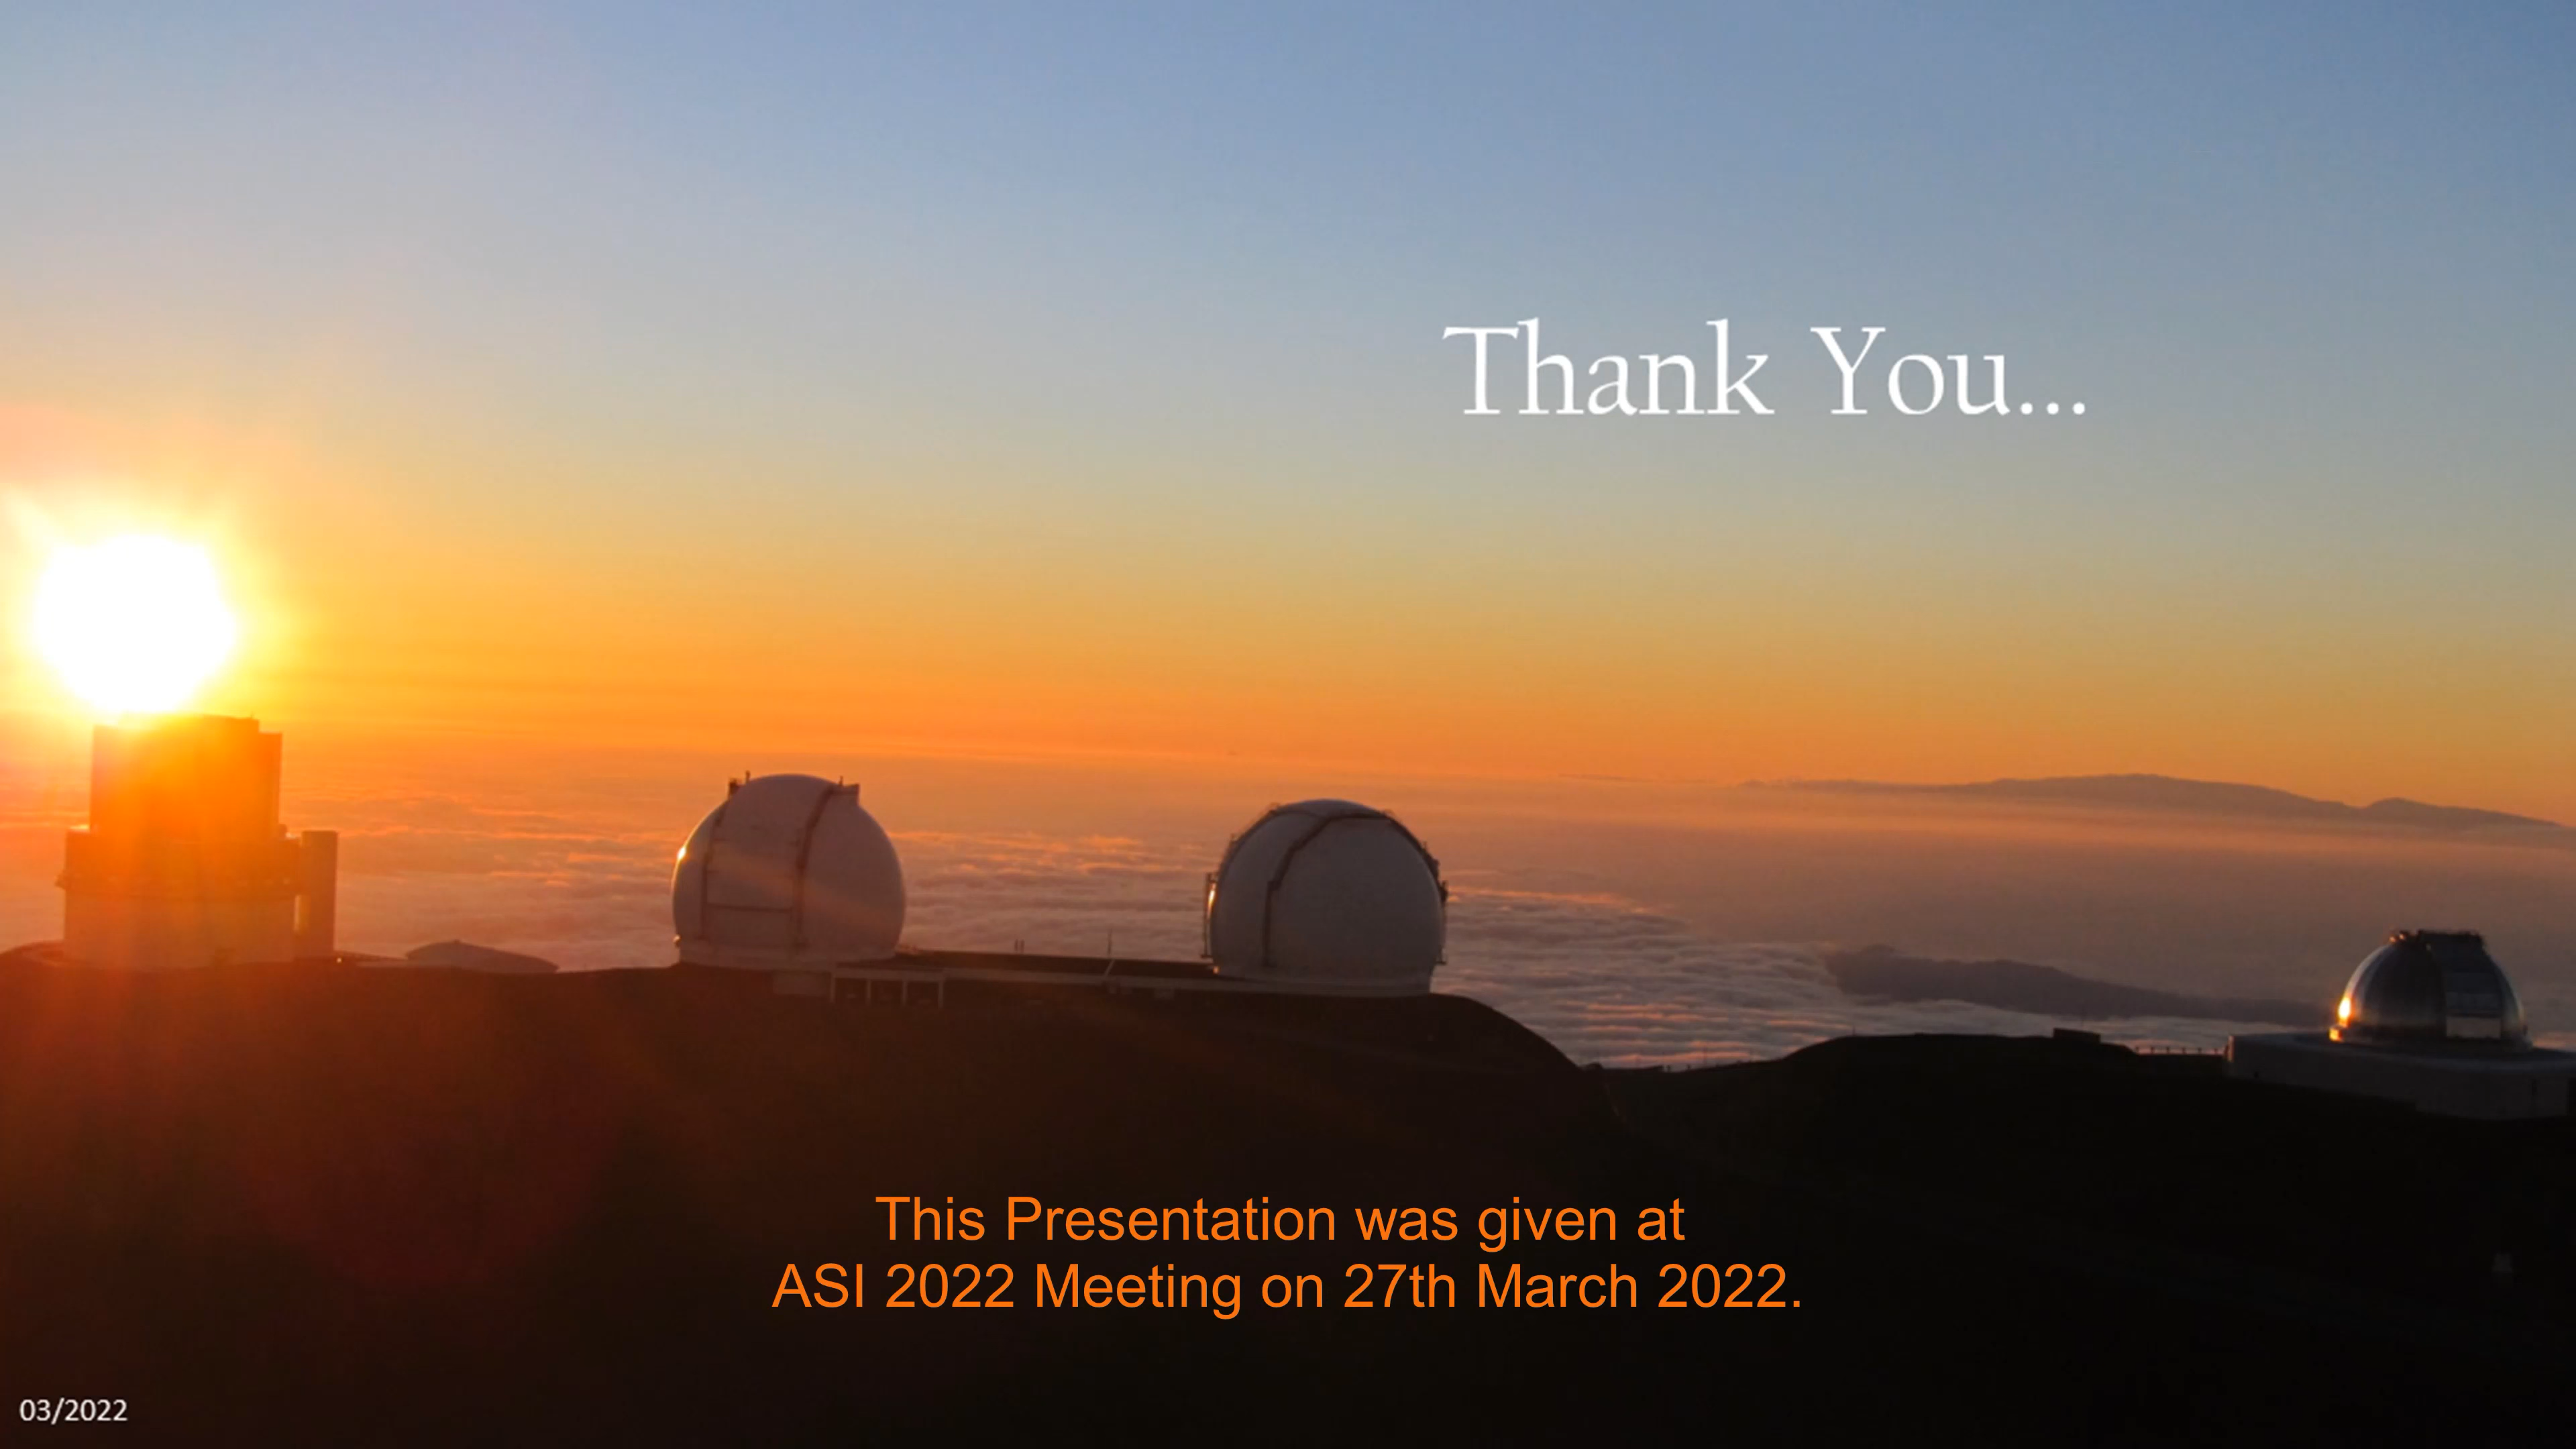 Thank You...
This Presentation was given at
ASI 2022 Meeting on 27th March 2022.
03/2022